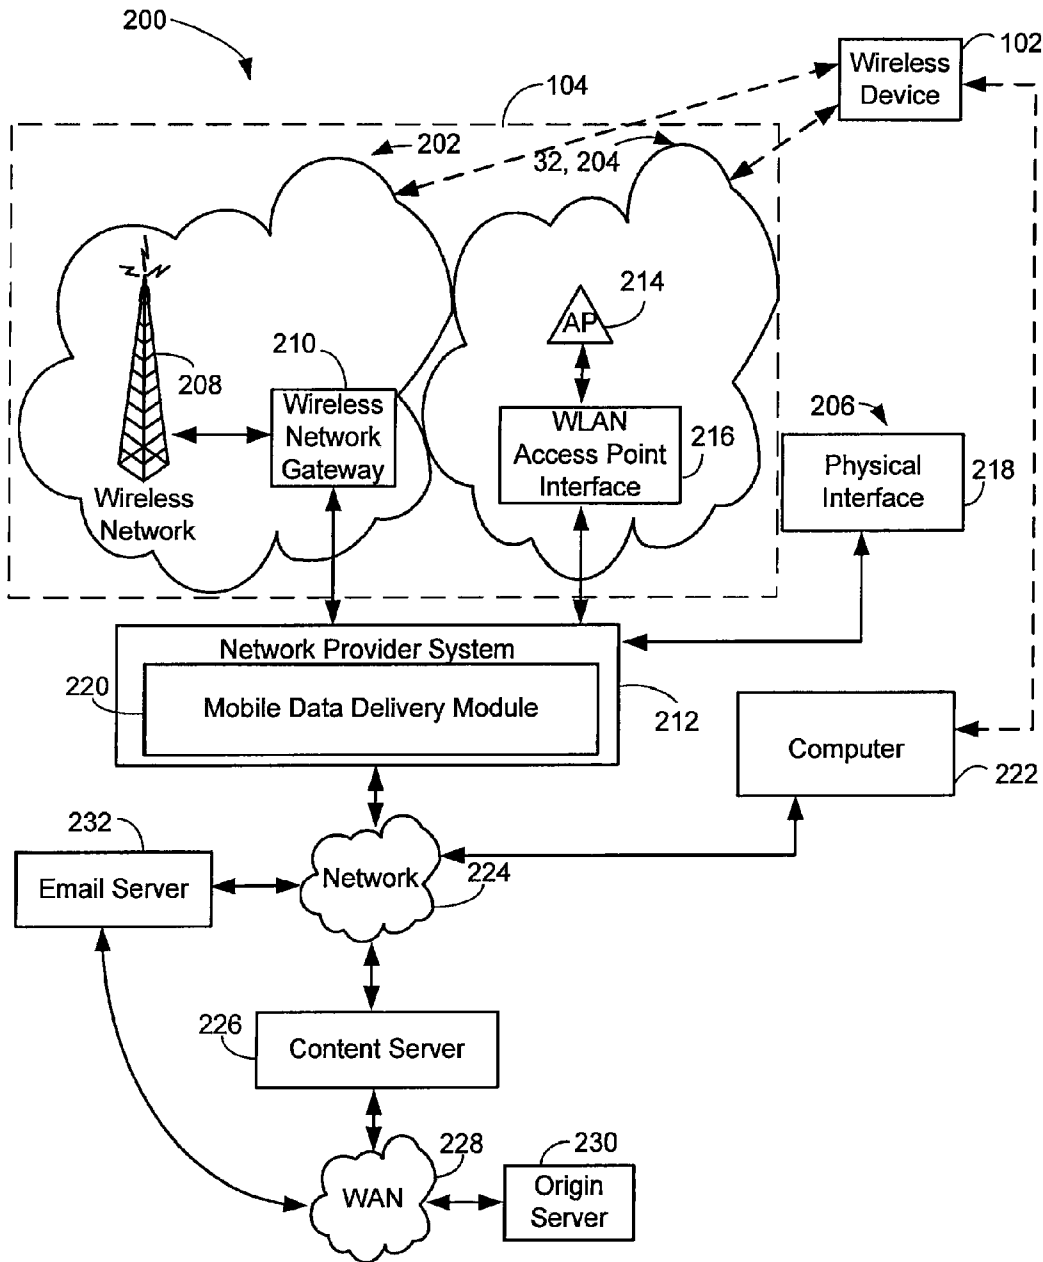 200
102
Wireless
Device
104
202
32, 204
214
AP
210
208
Wireless
Network
Gateway
WLAN
Access Point
Interface
216
206
Physical
Interface
218
Wireless
Network
Network Provider System
220
Mobile Data Delivery Module
212
Computer
222
232
Email Server
Network
224
226
Content Server
228
WAN
230
Origin
Server